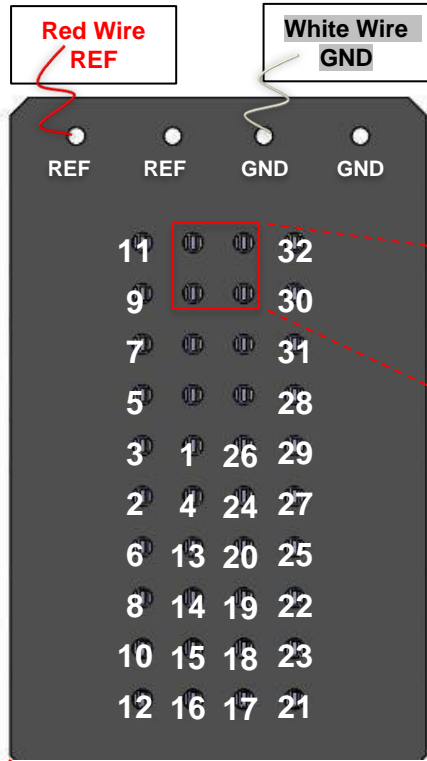 Red Wire
REF
White Wire
GND
REF REF GND GND
11 32
9 30
7 31
5 28
3 1 26 29
2 4 24 27
6 13 20 25
8 14 19 22
10 15 18 23
12 16 17 21